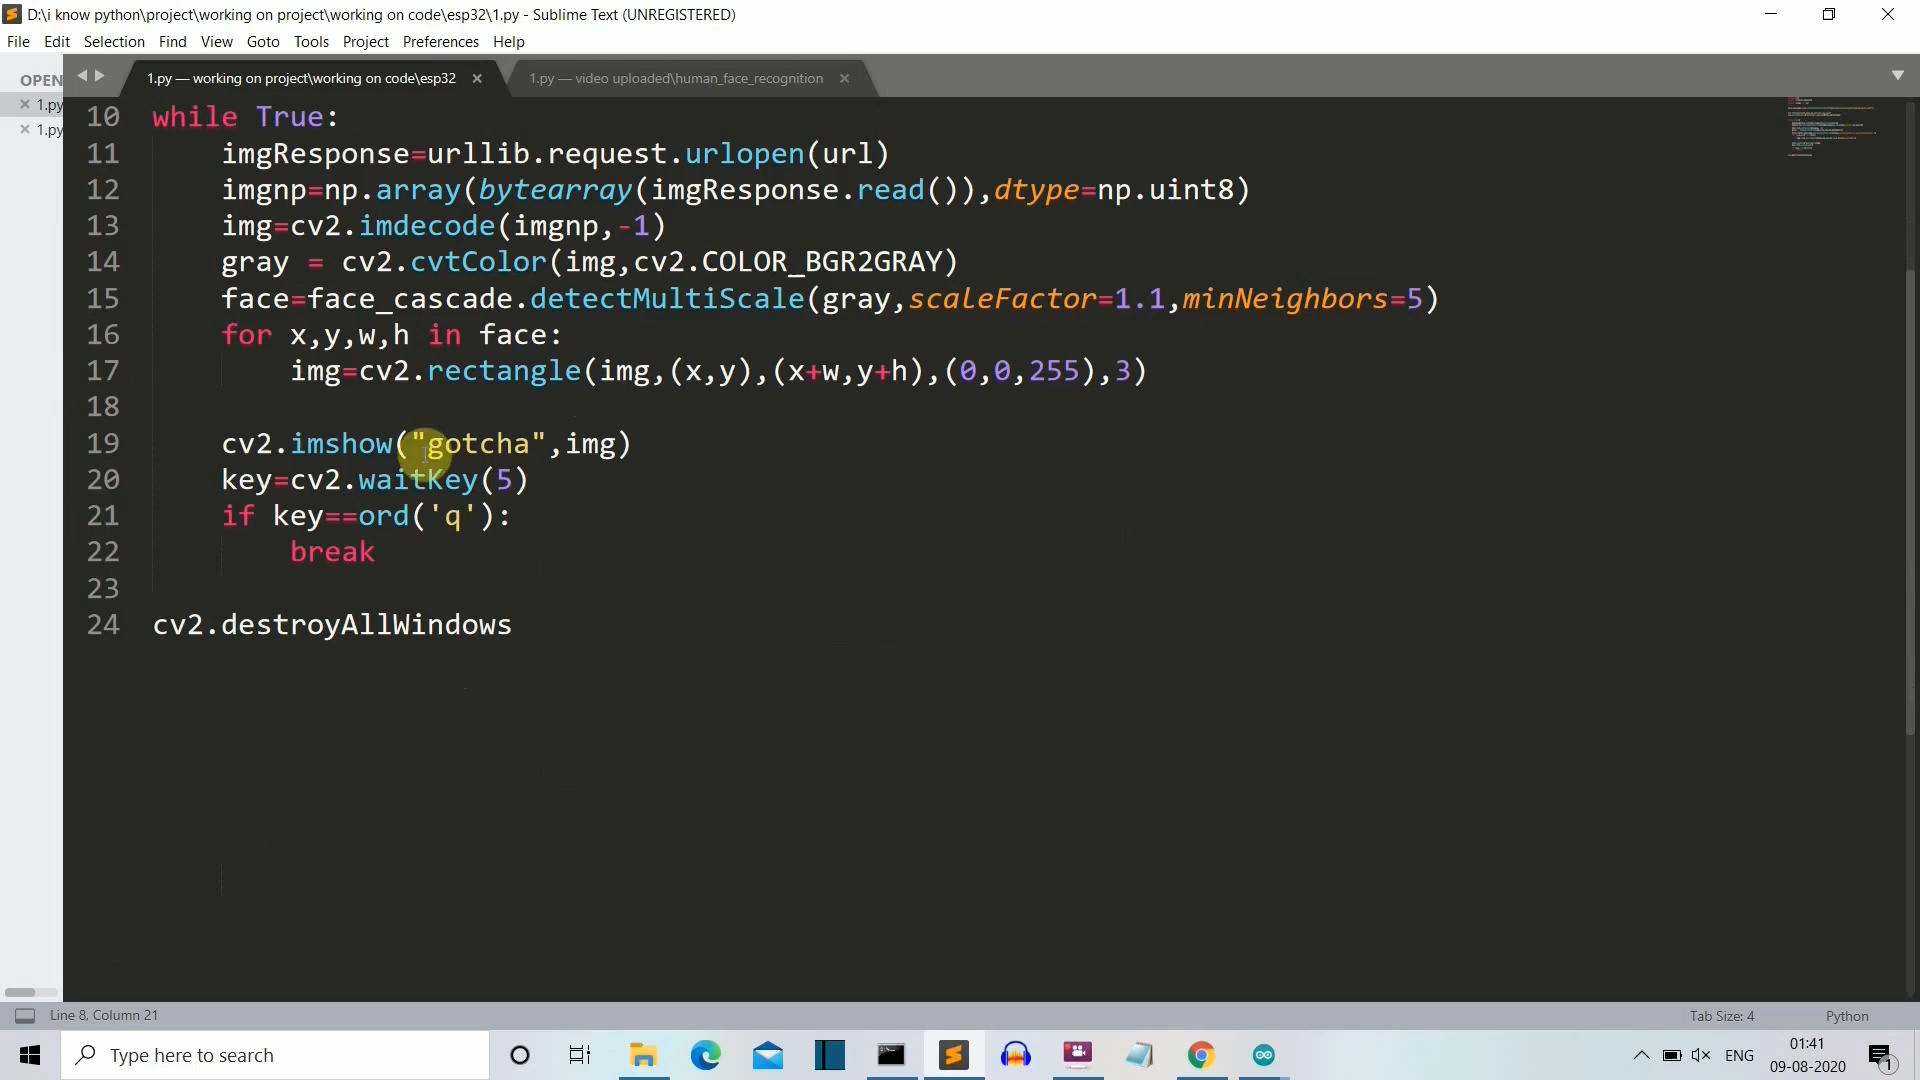 D:\i know python\project\working on project\working on code\esp32\1.py - Sublime Text (UNREGISTERED)
File Edit Selection Find View Goto Tools Project Preferences Help
OPEN
1.py — working on project\working on code\esp32
1.py — video uploaded\human_face_recognition
1.py
1.py
10 while True:
11 imgResponse=urllib.request.urlopen(url)
12 imgnp=np.array(bytearray(imgResponse.read()),dtype=np.uint8)
13 img=cv2.imdecode(imgnp,-1)
14 gray = cv2.cvtColor(img,cv2.COLOR_BGR2GRAY)
15 face=face_cascade.detectMultiScale(gray,scaleFactor=1.1,minNeighbors=5)
16 for x,y,w,h in face:
17 img=cv2.rectangle(img,(x,y),(x+w,y+h),(0,0,255),3)
18
19 cv2.imshow("gotcha",img)
20 key=cv2.waitKey(5)
21 if key==ord('q'):
22 break
23
24 cv2.destroyAllWindows
Line 8, Column 21
Tab Size: 4
Python
Type here to search
ENG
01:41
09-08-2020
1